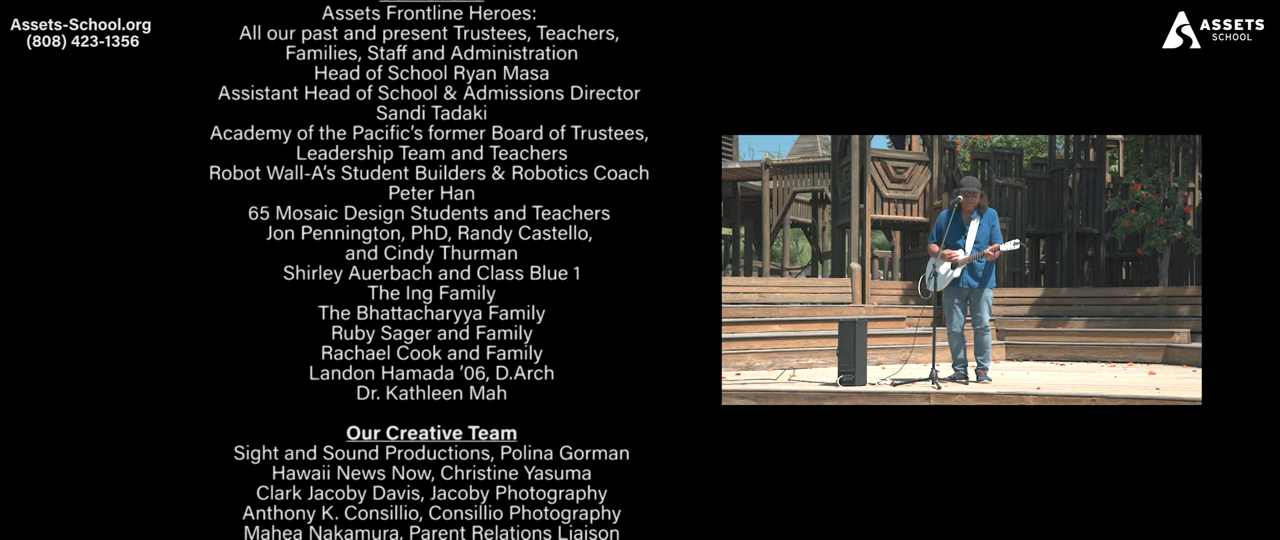 Assets-School.org
(808) 423-1356
ASSETS
SCHOOL
Assets Frontline Heroes:
All our past and present Trustees, Teachers,
Families, Staff and Administration
Head of School Ryan Masa
Assistant Head of School & Admissions Director
Sandi Tadaki
Academy of the Pacific's former Board of Trustees,
Leadership Team and Teachers
Robot Wall-A's Student Builders & Robotics Coach
Peter Han
65 Mosaic Design Students and Teachers
Jon Pennington, PhD, Randy Castello,
and Cindy Thurman
Shirley Auerbach and Class Blue 1
The Ing Family
The Bhattacharyya Family
Ruby Sager and Family
Rachael Cook and Family
Landon Hamada '06, D.Arch
Dr. Kathleen Mah
Our Creative Team
Sight and Sound Productions, Polina Gorman
Hawaii News Now, Christine Yasuma
Clark Jacoby Davis, Jacoby Photography
Anthony K. Consillio, Consillio Photography
Mahea Nakamura, Parent Relations Liaison